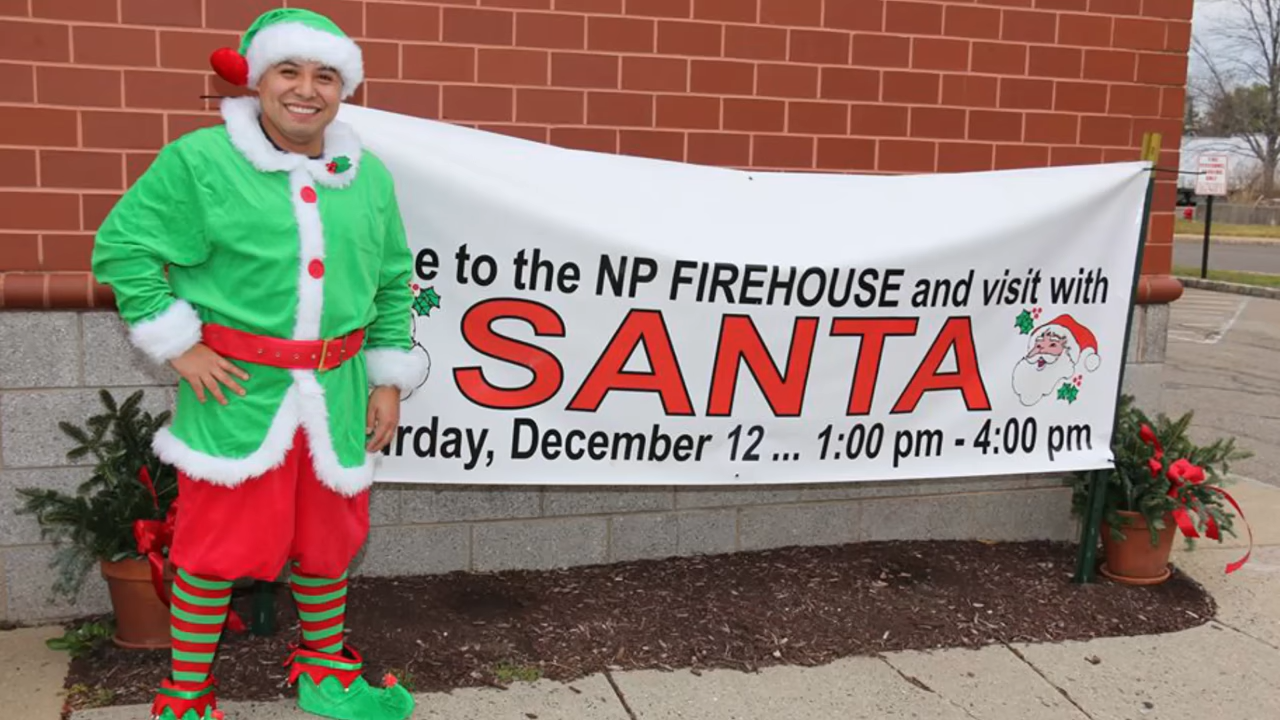 e to the NP FIREHOUSE and visit with
SANTA
rday, December 12 ... 1:00 pm - 4:00 pm